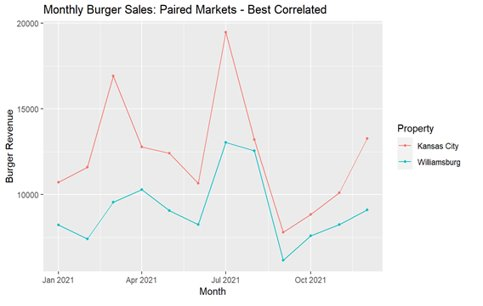 Monthly Burger Sales: Paired Markets - Best Correlated
20000
15000
10000
Burger Revenue
Jan 2021
Apr 2021
Jul 2021
Oct 2021
Month
Property
Kansas City
Williamsburg